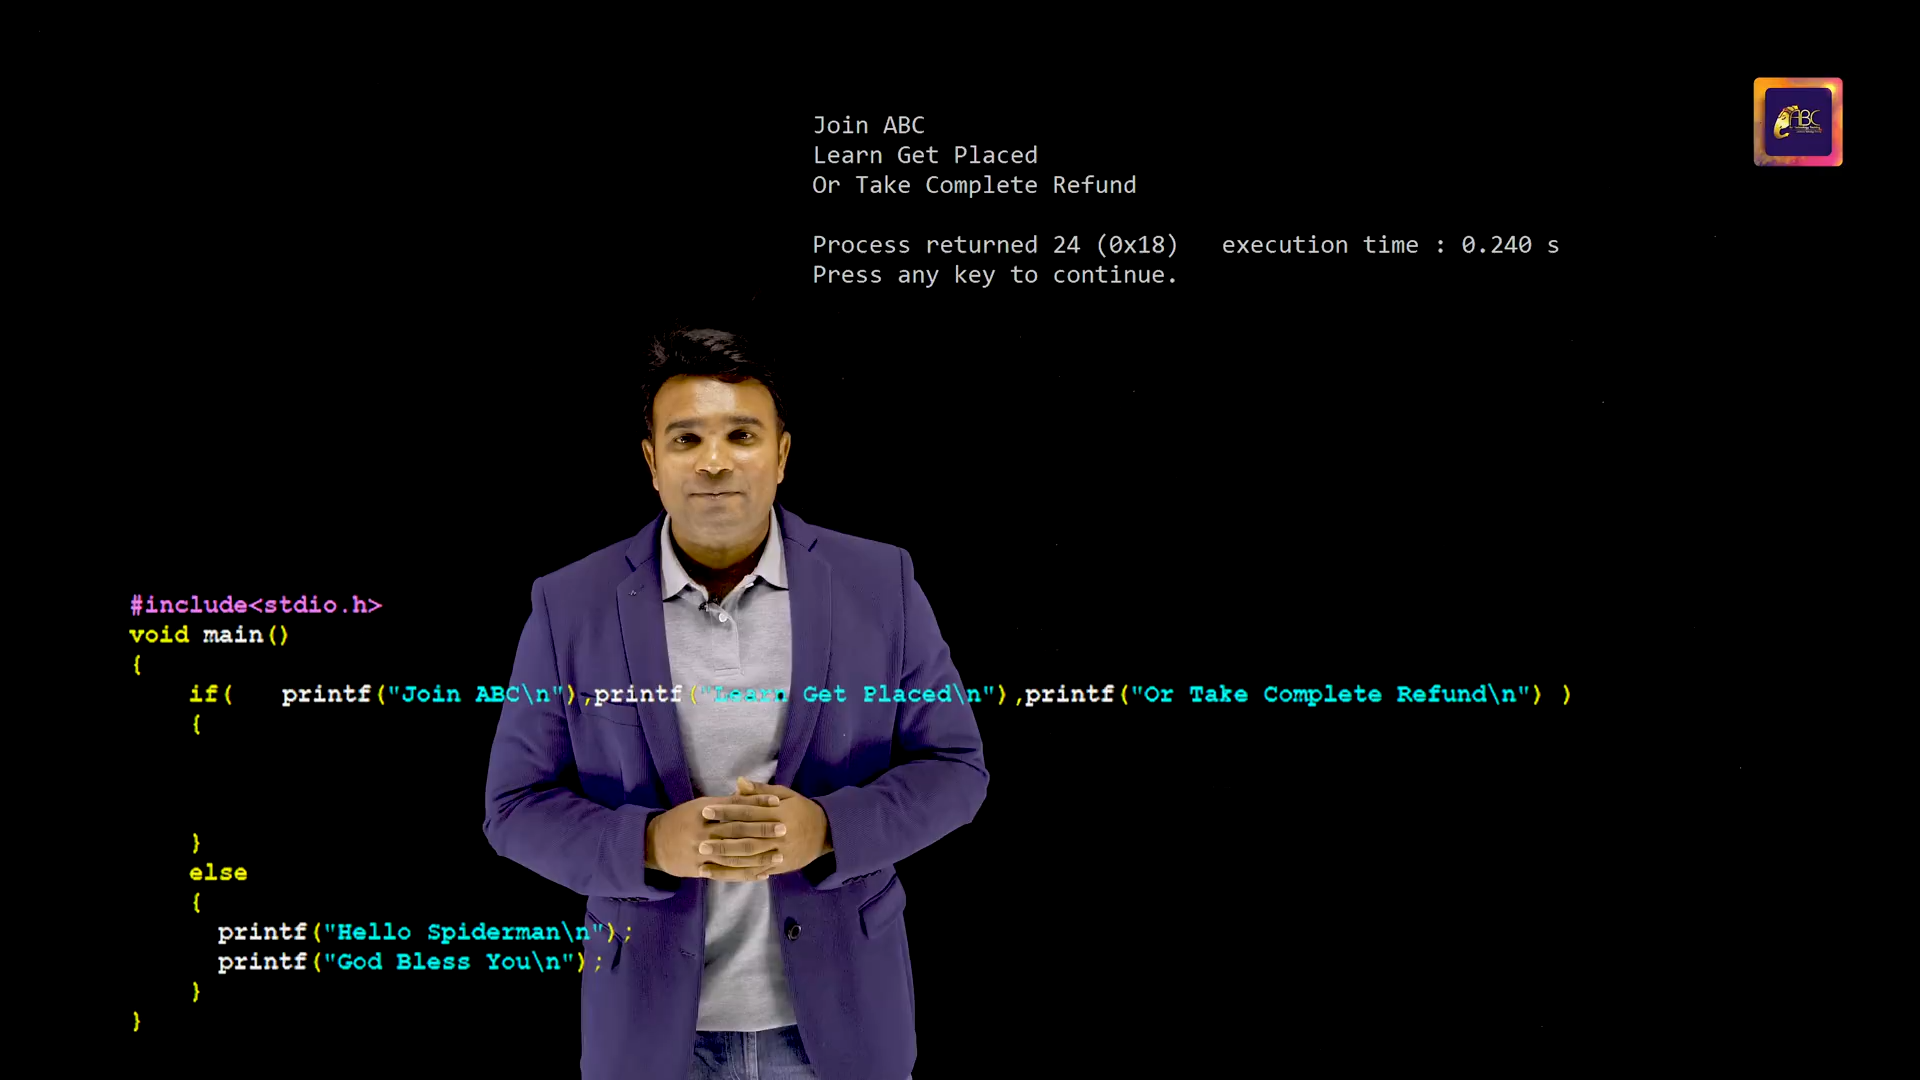 Join ABC
Learn Get Placed
Or Take Complete Refund
Process returned 24 (0x18)   execution time : 0.240 s
Press any key to continue.
ABC
#include<stdio.h>
void main()
{
if(   printf("Join ABC\n"),printf("Learn Get Placed\n"),printf("Or Take Complete Refund\n") )
{
}
else
{
printf("Hello Spiderman\n");
printf("God Bless You\n");
}
}